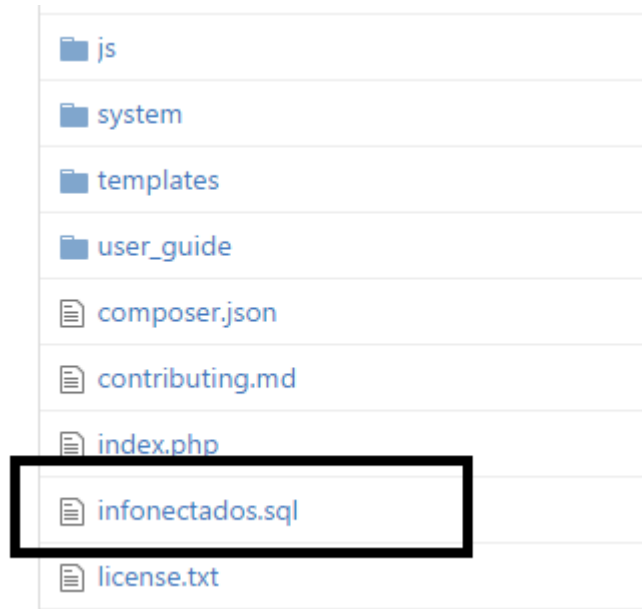 js
system
templates
user_guide
composer.json
contributing.md
index.php
infonectados.sql
license.txt